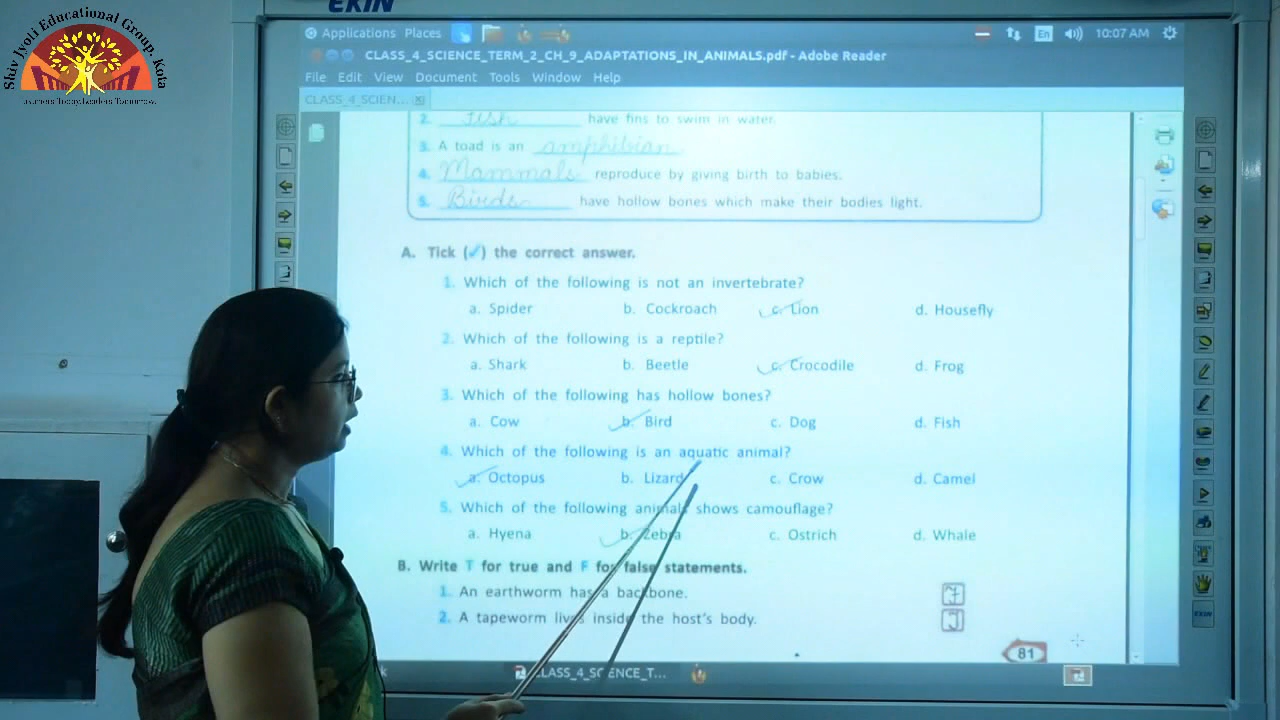 EKIN
Shiv Jyoti Educational Group, Kota
Learners Today, Leaders Tomorrow.
Applications Places En 10:07 AM
CLASS_4_SCIENCE_TERM_2_CH_9_ADAPTATIONS_IN_ANIMALS.pdf - Adobe Reader
File Edit View Document Tools Window Help
CLASS_4_SCIEN...
2. Fish have fins to swim in water.
3. A toad is an amphibian
4. Mammals reproduce by giving birth to babies.
5. Birds have hollow bones which make their bodies light.
A. Tick (✓) the correct answer.
1. Which of the following is not an invertebrate?
a. Spider b. Cockroach c. Lion d. Housefly
2. Which of the following is a reptile?
a. Shark b. Beetle c. Crocodile d. Frog
3. Which of the following has hollow bones?
a. Cow b. Bird c. Dog d. Fish
4. Which of the following is an aquatic animal?
a. Octopus b. Lizard c. Crow d. Camel
5. Which of the following animals shows camouflage?
a. Hyena b. Zebra c. Ostrich d. Whale
B. Write T for true and F for false statements.
1. An earthworm has a backbone.
2. A tapeworm lives inside the host's body.
81
CLASS_4_SCIENCE_T...
EKIN